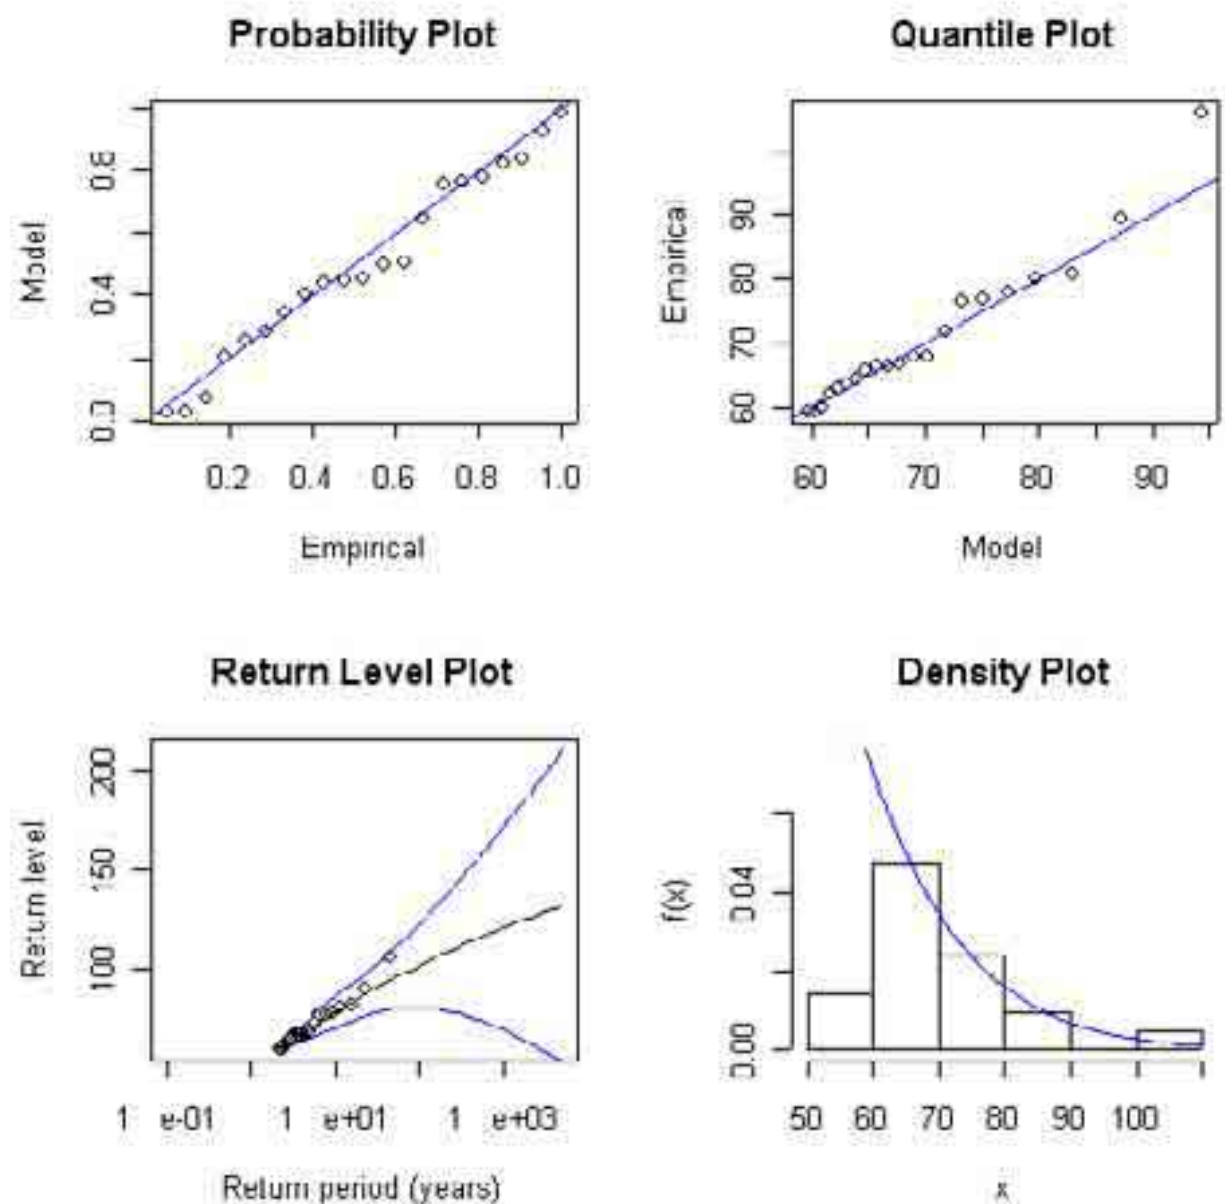 Probability Plot
Model
0.0
0.4
0.8
0.2 0.4 0.6 0.8 1.0
Empirical
Quantile Plot
Empirical
60 70 80 90
60 70 80 90
Model
Return Level Plot
Return level
100 150 200
1 e-01 1 e+01 1 e+03
Return period (years)
Density Plot
f(x)
0.00 0.04
50 60 70 80 90 100
x